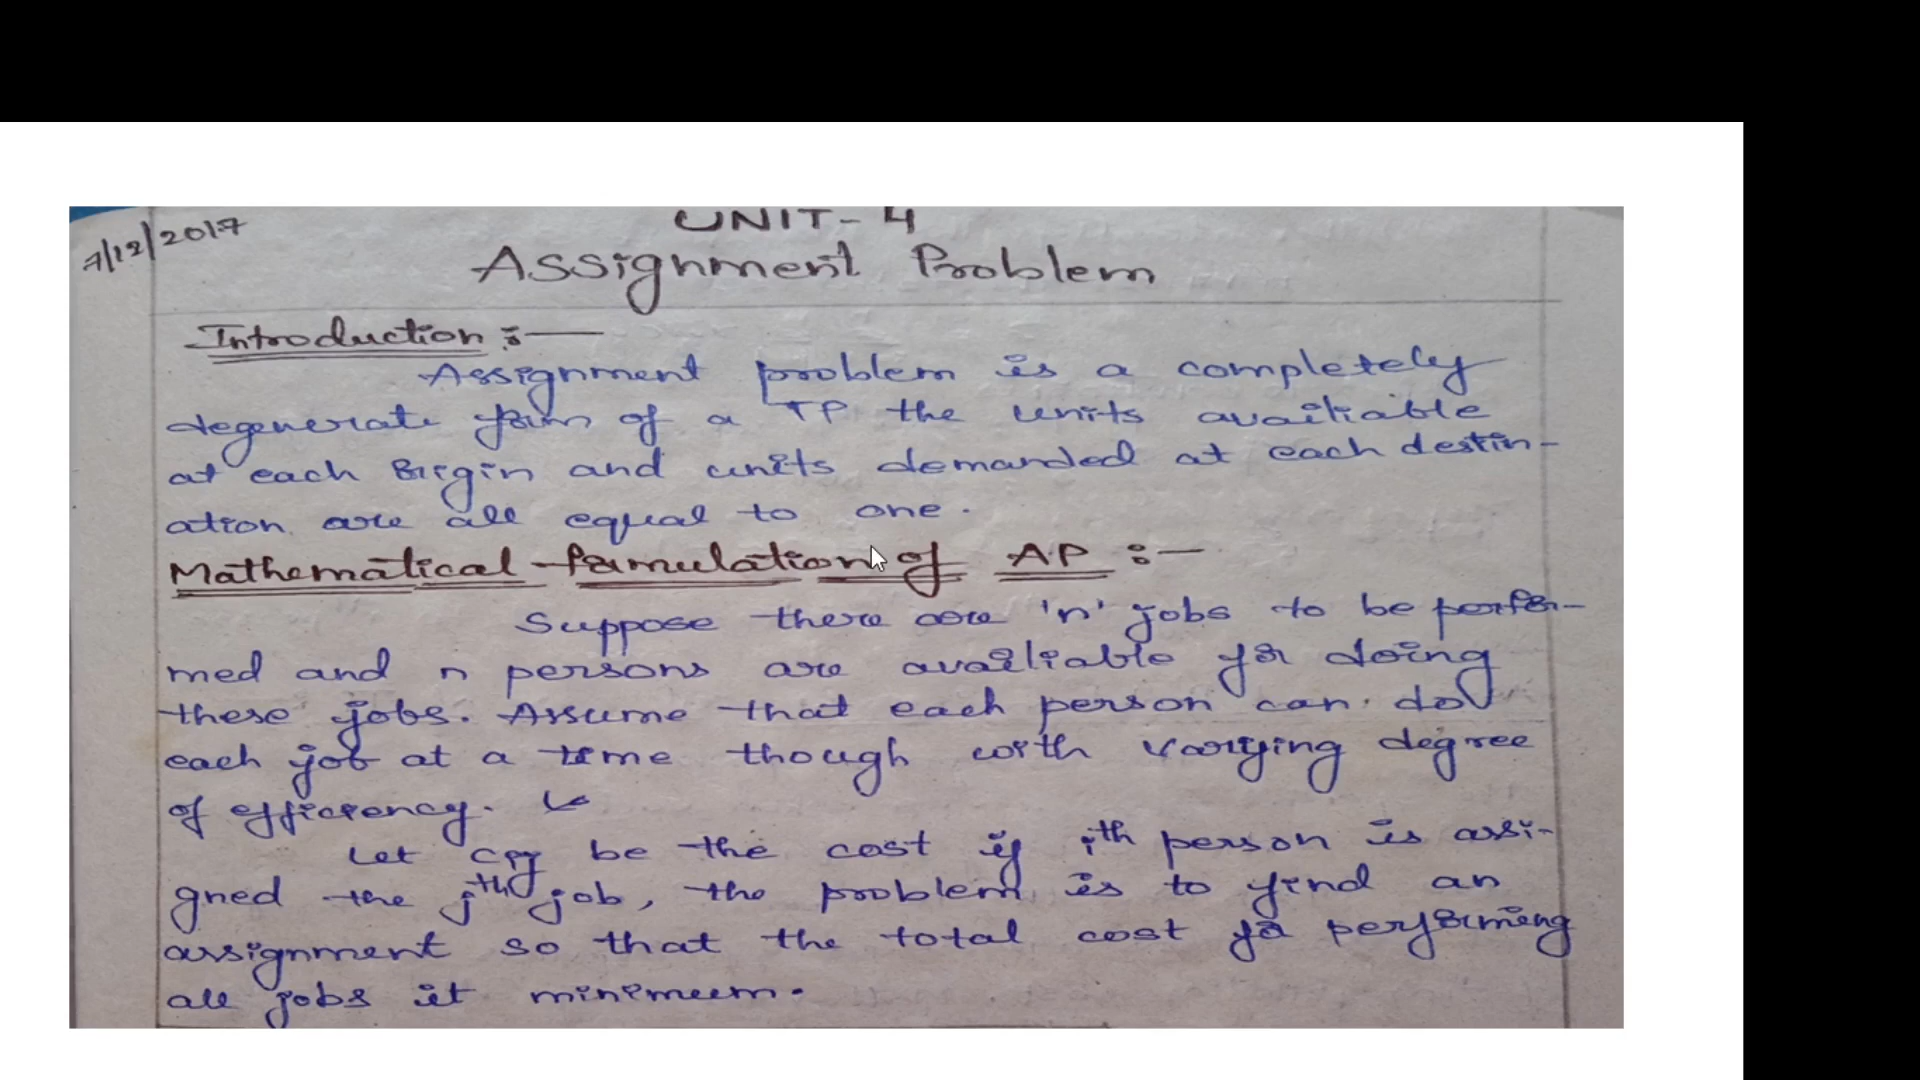 UNIT - 4
7/12/2017
Assignment Problem
Introduction :-
Assignment problem is a completely
degenerate form of a TP the units availiable
at each origin and units demanded at each destin-
ation are all equal to one.
Mathematical formulation of AP :-
Suppose there are 'n' jobs to be perfor-
med and n persons are availiable for doing
these jobs. Assume that each person can do
each job at a time though with varying degree
of efficiency.
Let cij be the cost if ith person is assi-
gned the jth job, the problem is to find an
assignment so that the total cost for performing
all jobs it minimum.